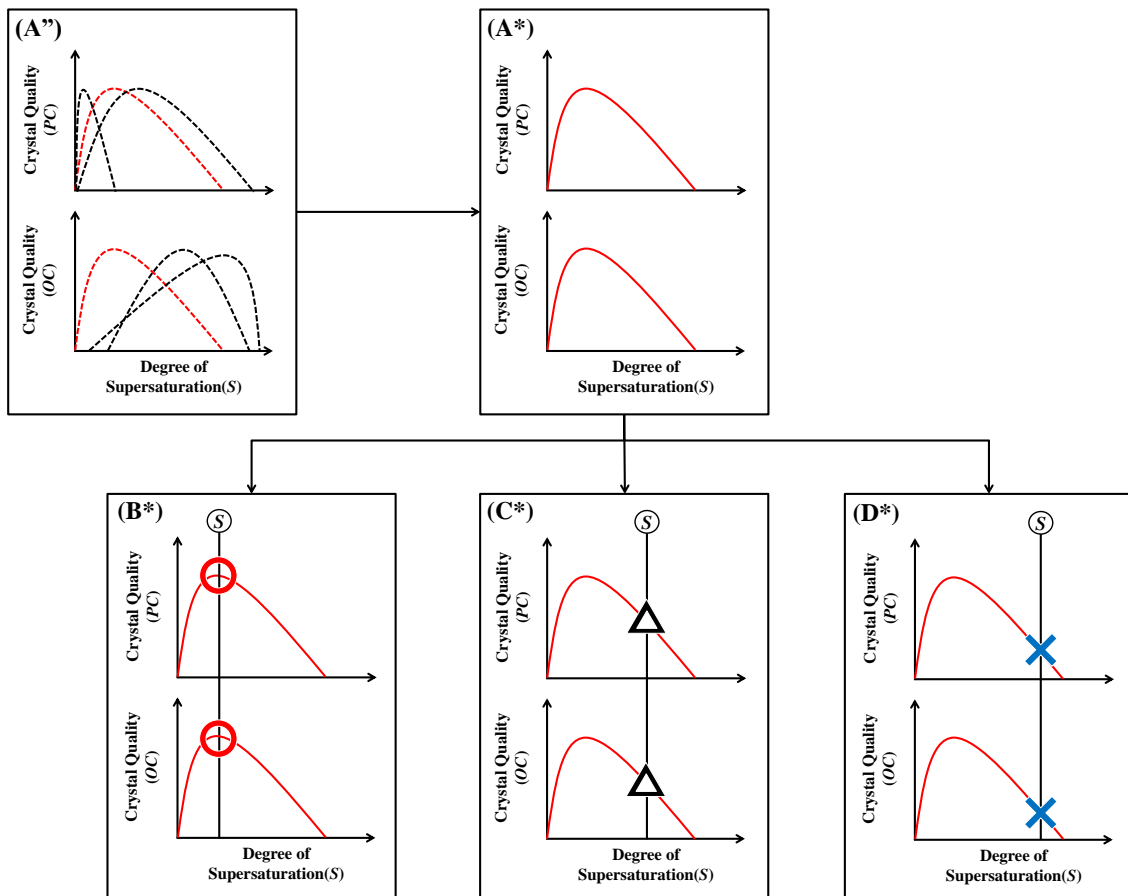 (A”)
Crystal Quality
(PC)
Crystal Quality
(OC)
Degree of
Supersaturation(S)
(A*)
Crystal Quality
(PC)
Crystal Quality
(OC)
Degree of
Supersaturation(S)
(B*)
S
Crystal Quality
(PC)
Crystal Quality
(OC)
Degree of
Supersaturation(S)
(C*)
S
Crystal Quality
(PC)
Crystal Quality
(OC)
Degree of
Supersaturation(S)
(D*)
S
Crystal Quality
(PC)
Crystal Quality
(OC)
Degree of
Supersaturation(S)